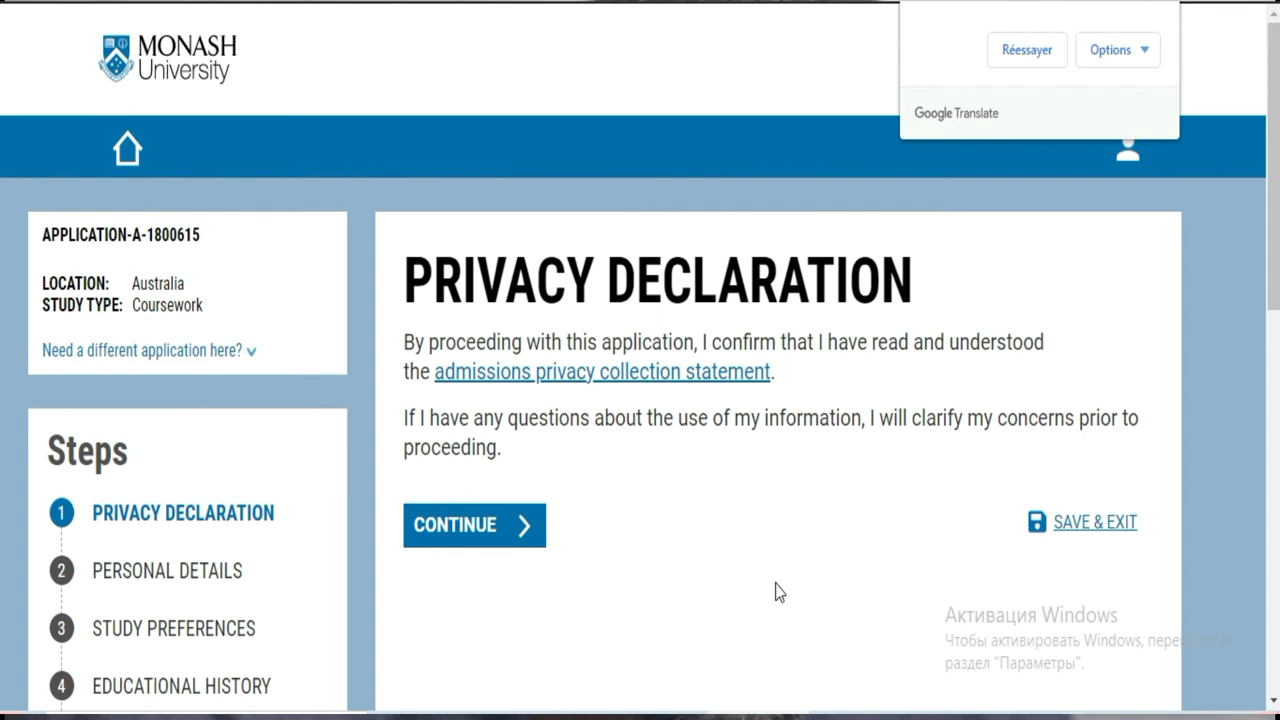 MONASH
University
Réessayer
Options
Google Translate
APPLICATION-A-1800615
LOCATION: Australia
STUDY TYPE: Coursework
Need a different application here?
Steps
1 PRIVACY DECLARATION
2 PERSONAL DETAILS
3 STUDY PREFERENCES
4 EDUCATIONAL HISTORY
PRIVACY DECLARATION
By proceeding with this application, I confirm that I have read and understood
the admissions privacy collection statement.
If I have any questions about the use of my information, I will clarify my concerns prior to
proceeding.
CONTINUE
SAVE & EXIT
Активация Windows
Чтобы активировать Windows,
раздел "Параметры".